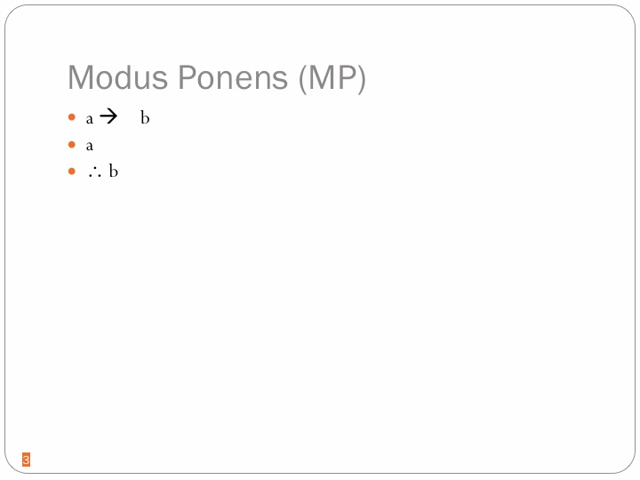 Modus Ponens (MP)
• a → b
• a
• ∴ b
3